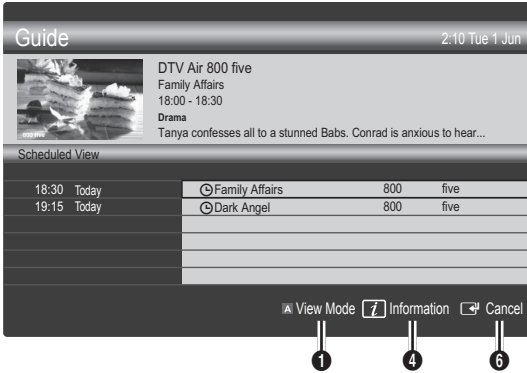 Guide
2:10 Tue 1 Jun
DTV Air 800 five
Family Affairs
18:00 - 18:30
Drama
Tanya confesses all to a stunned Babs. Conrad is anxious to hear...
800 five
Scheduled View
18:30 Today Family Affairs 800 five
19:15 Today Dark Angel 800 five
A View Mode i Information Cancel
1 4 6